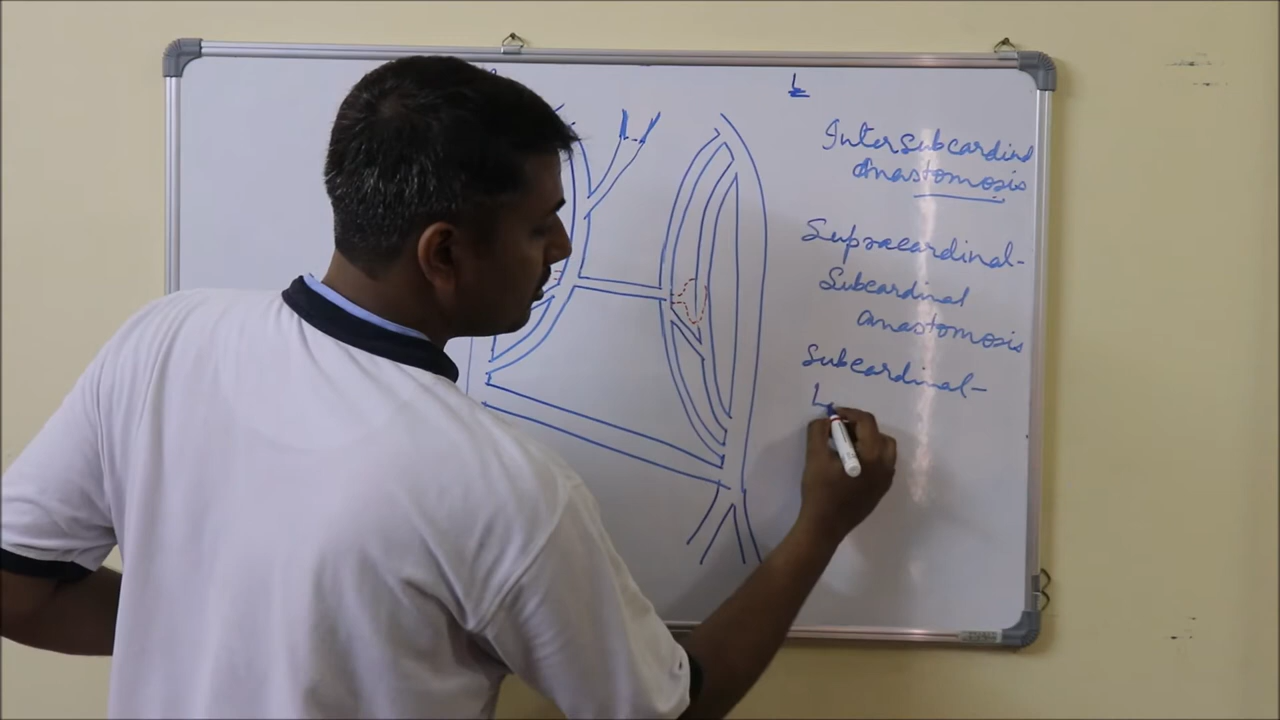 L
Intersubcardinal
Anastomosis
Supracardinal-
Subcardinal
anastomosis
Subcardinal-